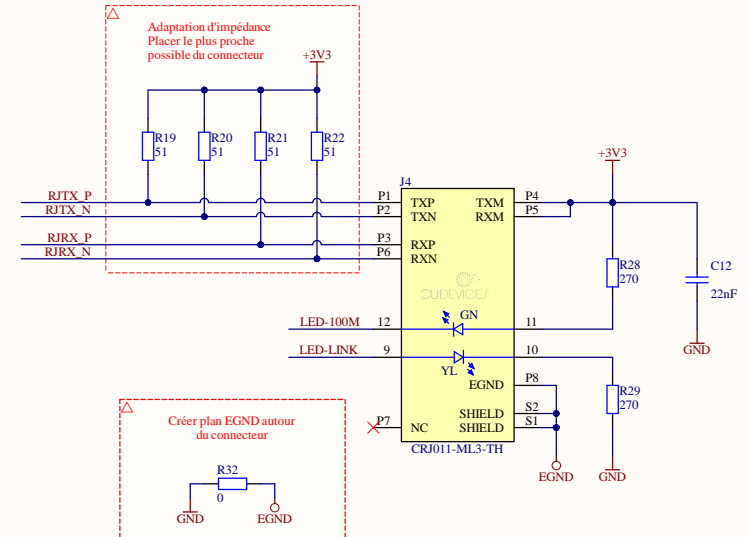 Adaptation d'impédance
Placer le plus proche
possible du connecteur
+3V3
R19
51
R20
51
R21
51
R22
51
RJTX_P
RJTX_N
RJRX_P
RJRX_N
J4
P1 TXP TXM P4
P2 TXN RXM P5
P3 RXP
P6 RXN
CUI DEVICES
+3V3
R28
270
C12
22nF
GND
LED-100M 12 GN 11
LED-LINK 9 YL 10
EGND P8
SHIELD S2
P7 NC SHIELD S1
CRJ011-ML3-TH
R29
270
EGND
GND
Créer plan EGND autour
du connecteur
R32
0
GND
EGND